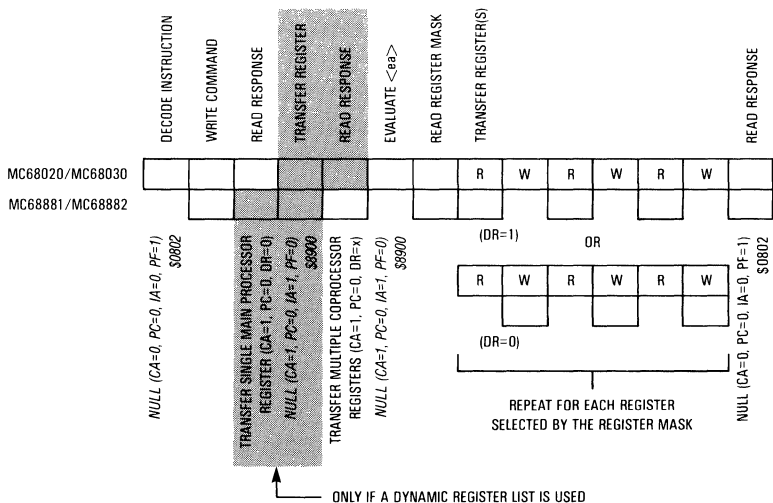 DECODE INSTRUCTION
WRITE COMMAND
READ RESPONSE
TRANSFER REGISTER
READ RESPONSE
EVALUATE <ea>
READ REGISTER MASK
TRANSFER REGISTER(S)
READ RESPONSE
MC68020/MC68030
R W R W R W
MC68881/MC68882
NULL (CA=0, PC=0, IA=0, PF=1)
$0802
TRANSFER SINGLE MAIN PROCESSOR
REGISTER (CA=1, PC=0, DR=0)
NULL (CA=1, PC=0, IA=1, PF=0)
$8900
TRANSFER MULTIPLE COPROCESSOR
REGISTERS (CA=1, PC=0, DR=x)
NULL (CA=1, PC=0, IA=1, PF=0)
$8900
(DR=1) OR
R W R W R W
(DR=0)
NULL (CA=0, PC=0, IA=0, PF=1)
$0802
REPEAT FOR EACH REGISTER
SELECTED BY THE REGISTER MASK
ONLY IF A DYNAMIC REGISTER LIST IS USED